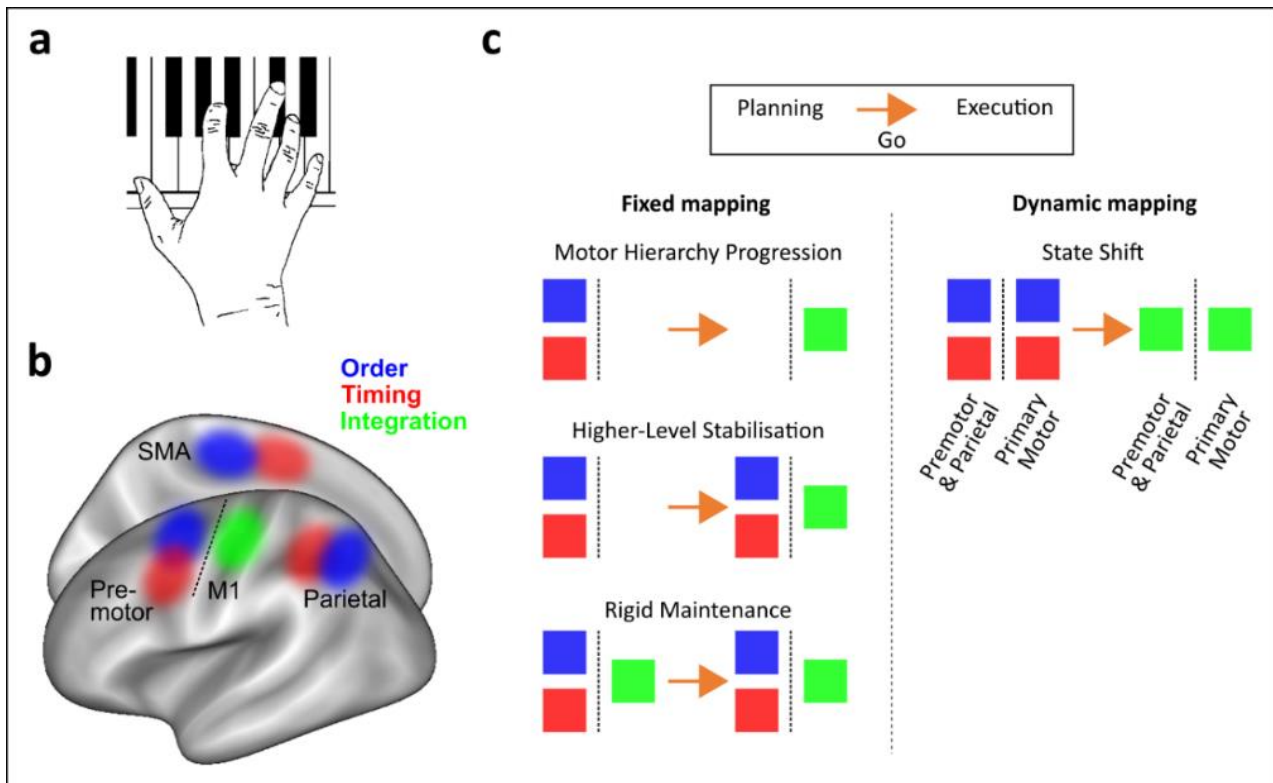 a
b
Order
Timing
Integration
SMA
Pre-
motor
M1
Parietal
c
Planning
Execution
Go
Fixed mapping
Motor Hierarchy Progression
Higher-Level Stabilisation
Rigid Maintenance
Dynamic mapping
State Shift
Premotor
& Parietal
Primary
Motor
Premotor
& Parietal
Primary
Motor